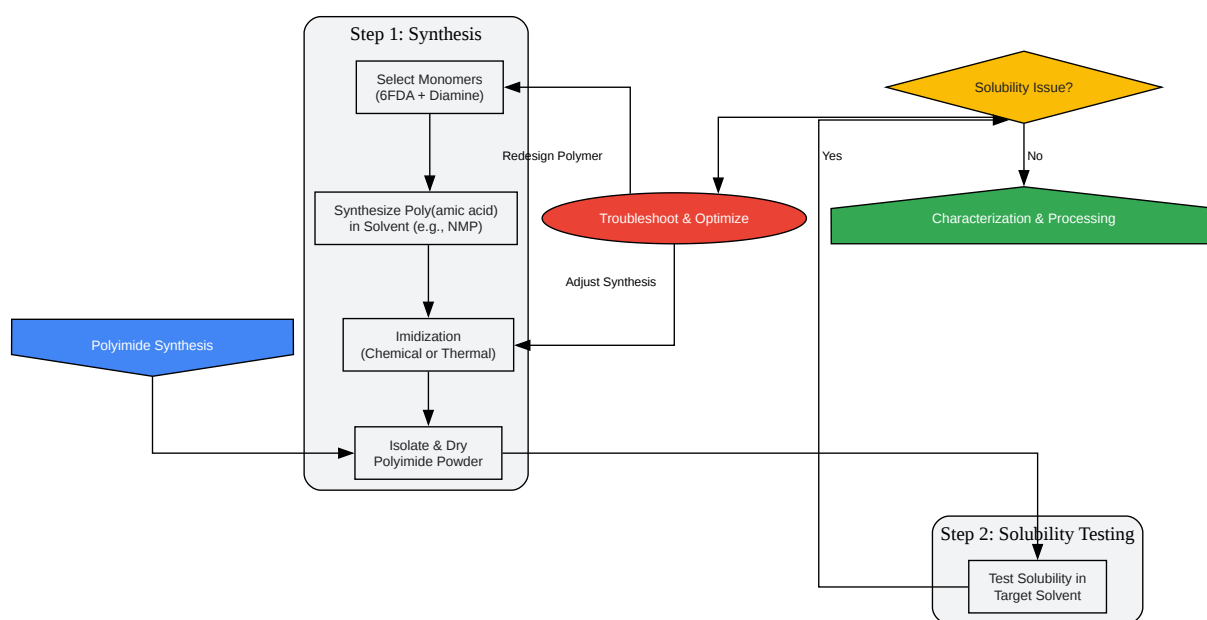 Step 1: Synthesis
Select Monomers
(6FDA + Diamine)
Solubility Issue?
Redesign Polymer
Yes
No
Synthesize Poly(amic acid)
in Solvent (e.g., NMP)
Troubleshoot & Optimize
Characterization & Processing
Adjust Synthesis
Polyimide Synthesis
Imidization
(Chemical or Thermal)
Isolate & Dry
Polyimide Powder
Step 2: Solubility Testing
Test Solubility in
Target Solvent